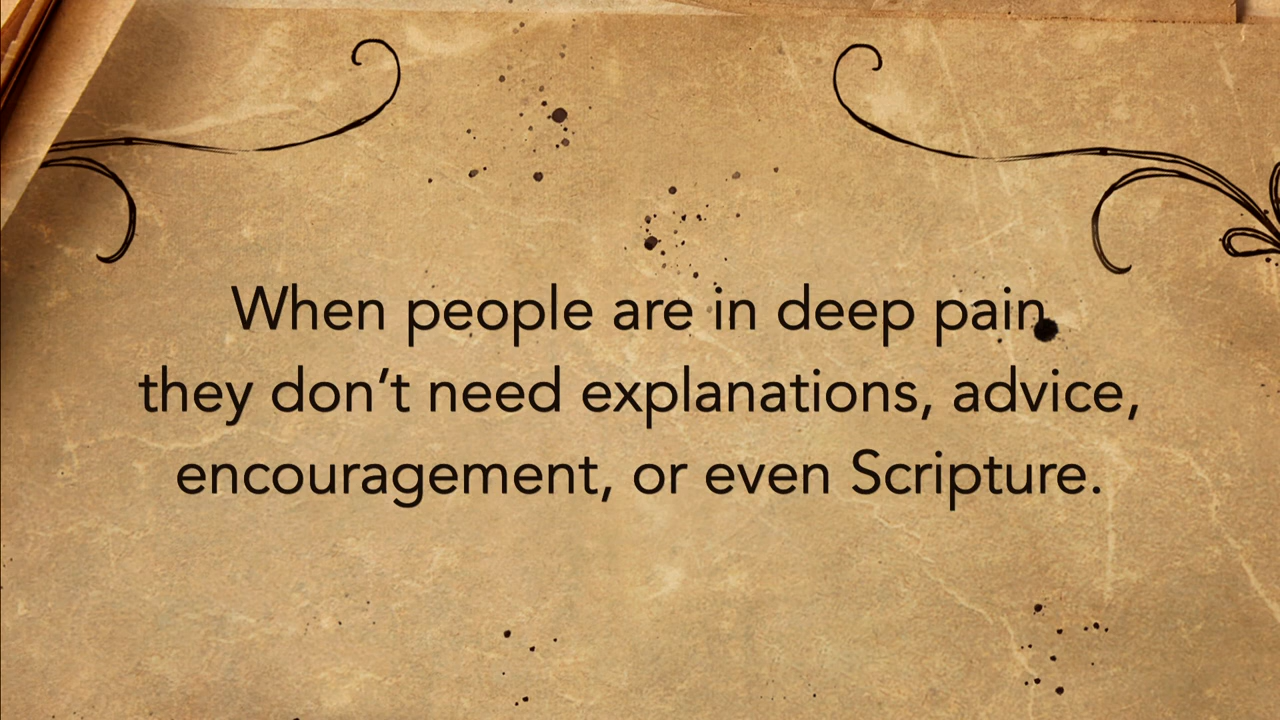 When people are in deep pain
they don’t need explanations, advice,
encouragement, or even Scripture.